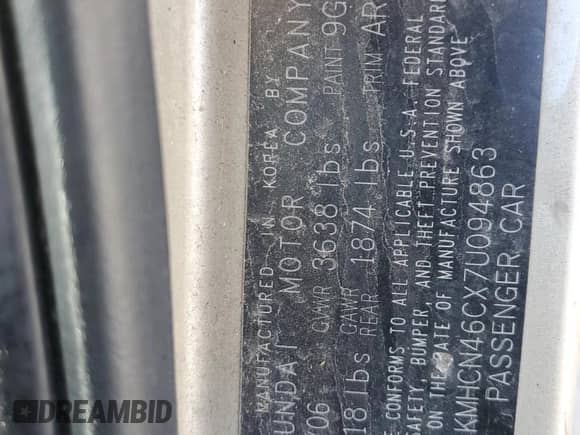 MANUFACTURED IN KOREA BY
UNDAI MOTOR COMPANY
06 GAWR 3638 lbs PAINT 9G
18 lbs GAWR REAR 1874 lbs TRIM AR
CONFORMS TO ALL APPLICABLE U.S.A. FEDERAL
SAFETY, BUMPER, AND THEFT PREVENTION STANDAR
ON THE DATE OF MANUFACTURE SHOWN ABOVE
KMHCN46CX7U094863
PASSENGER CAR
DREAMBID